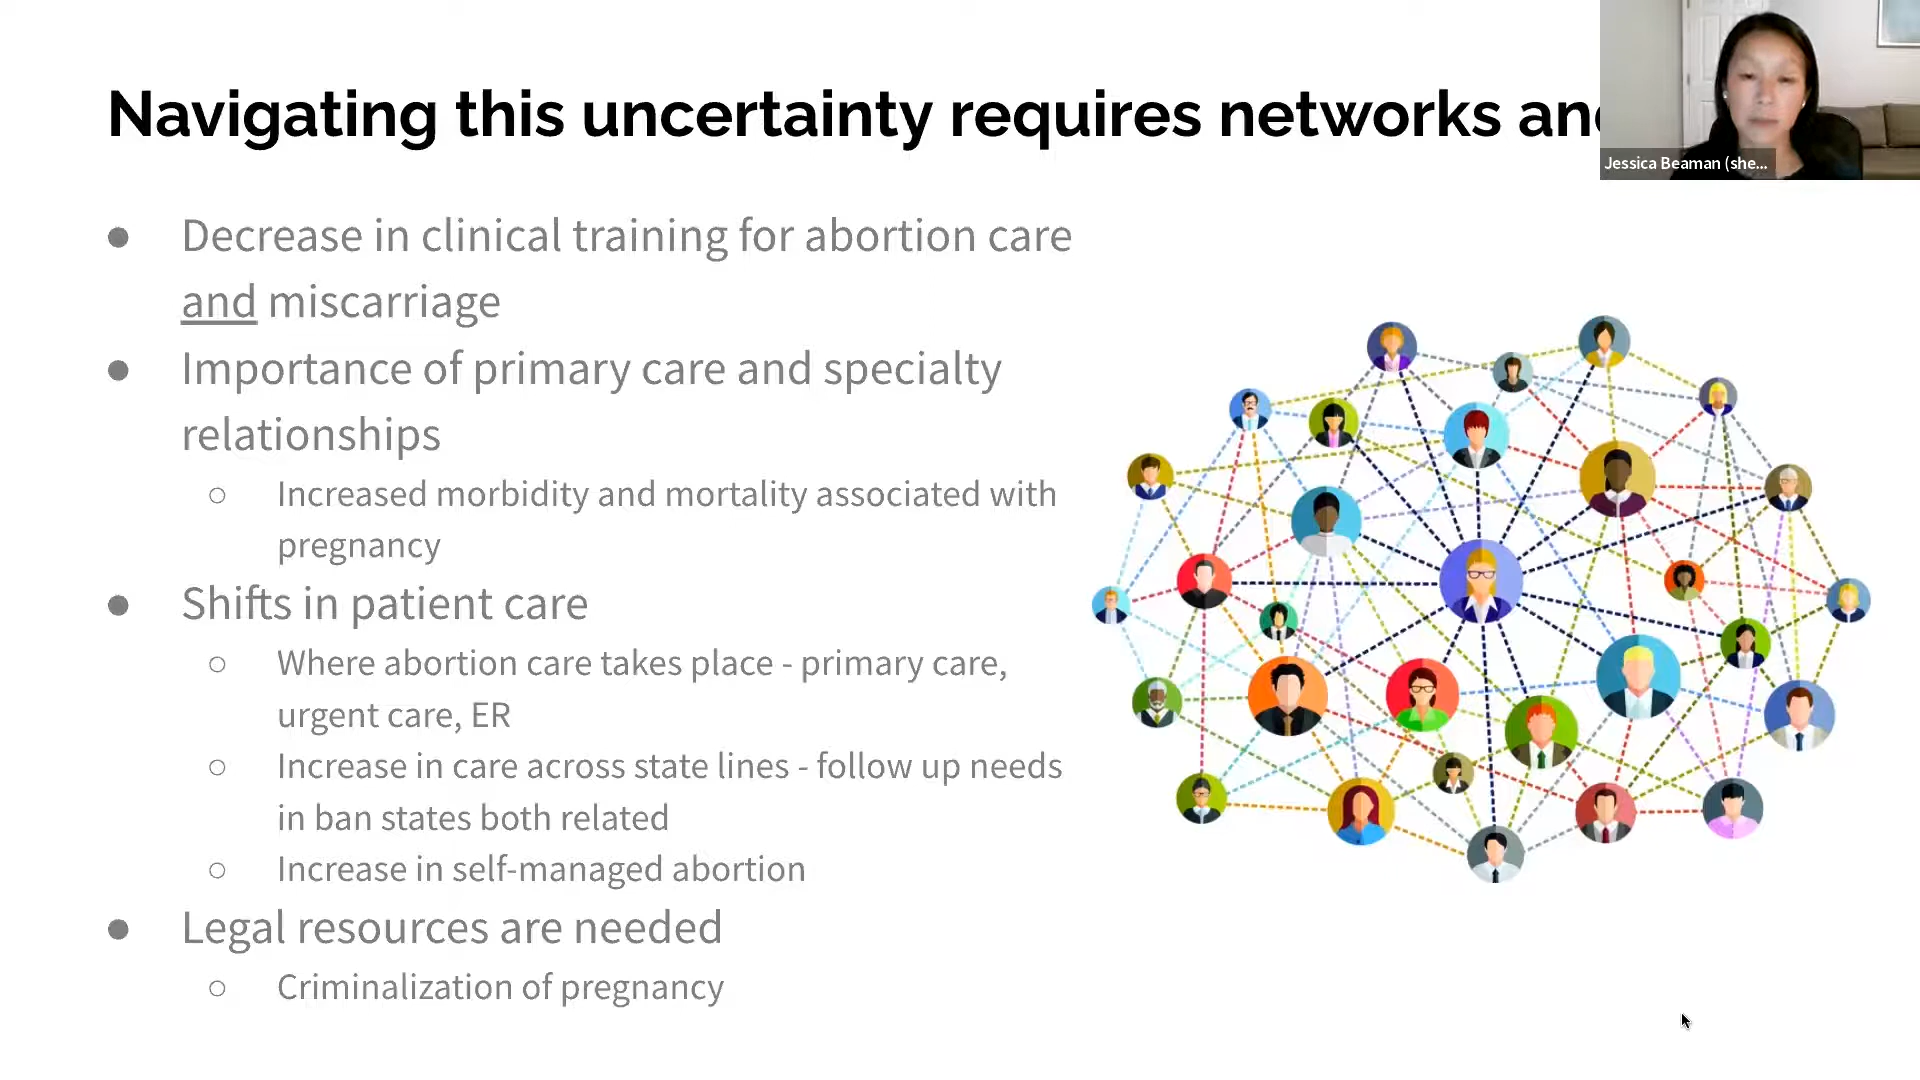 Navigating this uncertainty requires networks and
Jessica Beaman (she...
● Decrease in clinical training for abortion care
and miscarriage
● Importance of primary care and specialty
relationships
○ Increased morbidity and mortality associated with
pregnancy
● Shifts in patient care
○ Where abortion care takes place - primary care,
urgent care, ER
○ Increase in care across state lines - follow up needs
in ban states both related
○ Increase in self-managed abortion
● Legal resources are needed
○ Criminalization of pregnancy